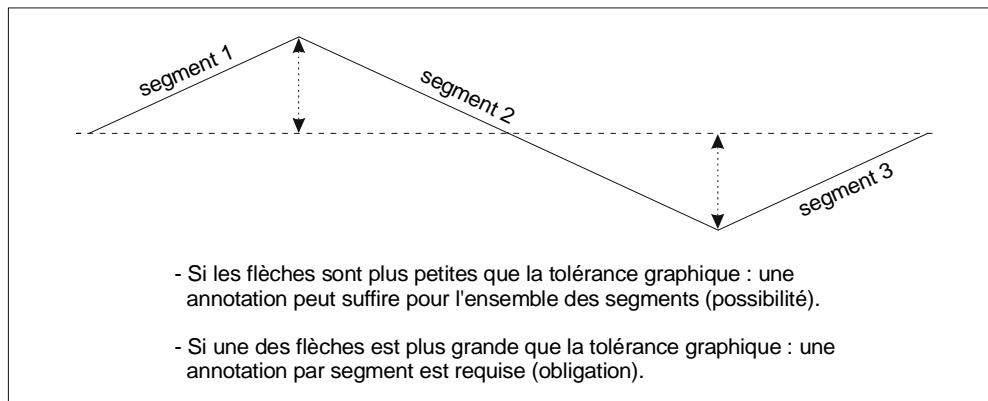 segment 1
segment 2
segment 3
- Si les flèches sont plus petites que la tolérance graphique : une
annotation peut suffire pour l'ensemble des segments (possibilité).
- Si une des flèches est plus grande que la tolérance graphique : une
annotation par segment est requise (obligation).